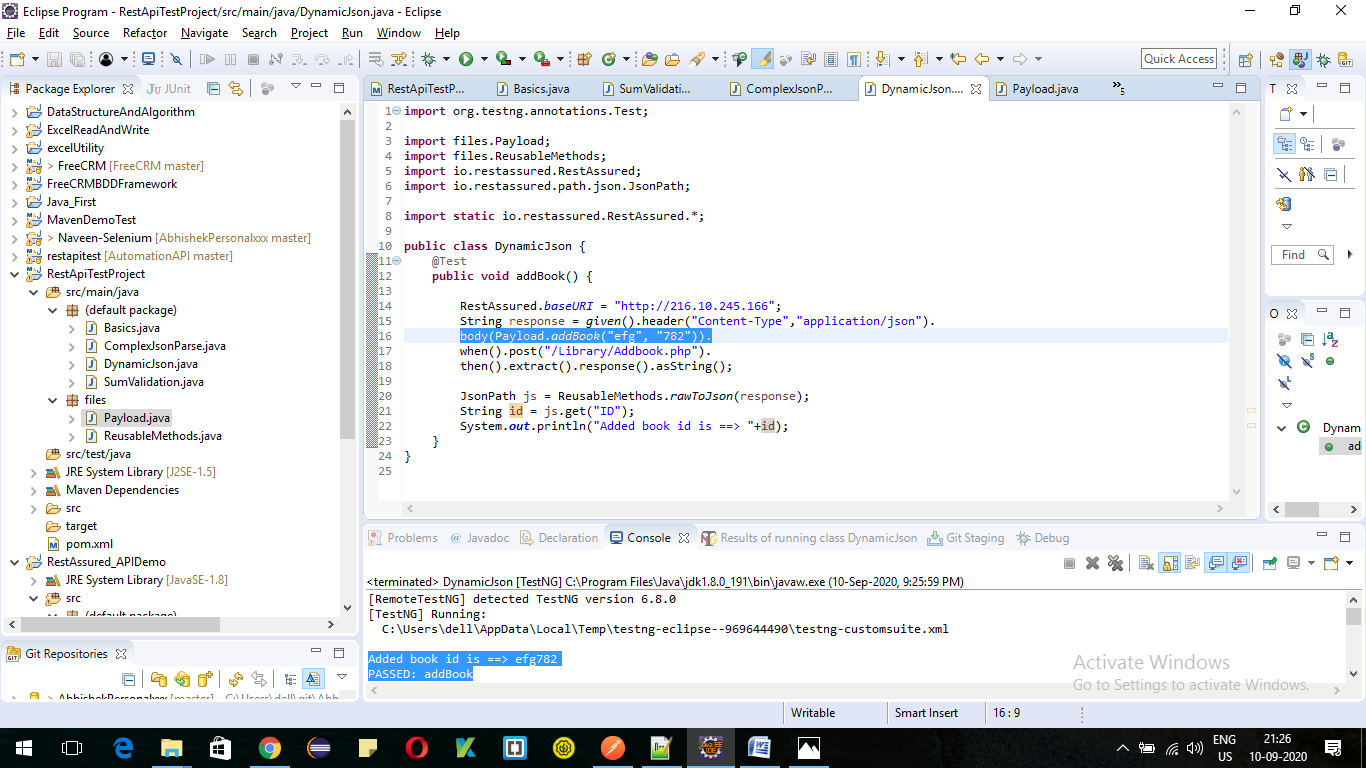 Eclipse Program - RestApiTestProject/src/main/java/DynamicJson.java - Eclipse
File Edit Source Refactor Navigate Search Project Run Window Help
Quick Access
Package Explorer JUnit
DataStructureAndAlgorithm
ExcelReadAndWrite
excelUtility
> FreeCRM [FreeCRM master]
FreeCRMBDDFramework
Java_First
MavenDemoTest
> Naveen-Selenium [AbhishekPersonalxxx master]
restapitest [AutomationAPI master]
RestApiTestProject
src/main/java
(default package)
Basics.java
ComplexJsonParse.java
DynamicJson.java
SumValidation.java
files
Payload.java
ReusableMethods.java
src/test/java
JRE System Library [J2SE-1.5]
Maven Dependencies
src
target
pom.xml
RestAssured_APIDemo
JRE System Library [JavaSE-1.8]
src
(default package)
Git Repositories
AbhishekPersonalxxx [master] - C:\Users\dell\git\Abh
RestApiTestP... Basics.java SumValidati... ComplexJsonP... DynamicJson.... Payload.java »5
1 import org.testng.annotations.Test;
2
3 import files.Payload;
4 import files.ReusableMethods;
5 import io.restassured.RestAssured;
6 import io.restassured.path.json.JsonPath;
7
8 import static io.restassured.RestAssured.*;
9
10 public class DynamicJson {
11 @Test
12 public void addBook() {
13
14 RestAssured.baseURI = "http://216.10.245.166";
15 String response = given().header("Content-Type","application/json").
16 body(Payload.addBook("efg", "782")).
17 when().post("/Library/Addbook.php").
18 then().extract().response().asString();
19
20 JsonPath js = ReusableMethods.rawToJson(response);
21 String id = js.get("ID");
22 System.out.println("Added book id is ==> "+id);
23 }
24 }
25
T
Find A
O
Dynam
ad
Problems @ Javadoc Declaration Console Results of running class DynamicJson Git Staging Debug
<terminated> DynamicJson [TestNG] C:\Program Files\Java\jdk1.8.0_191\bin\javaw.exe (10-Sep-2020, 9:25:59 PM)
[RemoteTestNG] detected TestNG version 6.8.0
[TestNG] Running:
C:\Users\dell\AppData\Local\Temp\testng-eclipse--969644490\testng-customsuite.xml
Added book id is ==> efg782
PASSED: addBook
Activate Windows
Go to Settings to activate Windows.
Writable Smart Insert 16 : 9
ENG 21:26
US 10-09-2020